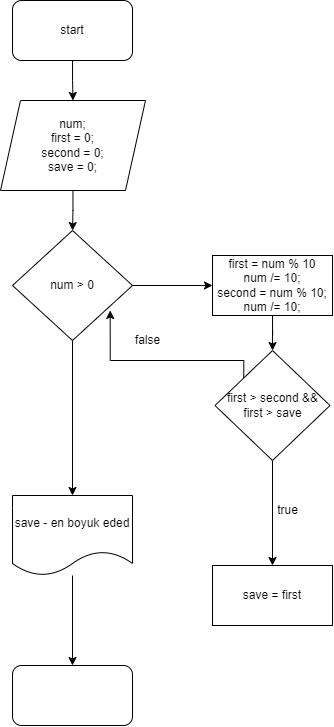 start
num;
first = 0;
second = 0;
save = 0;
num > 0
first = num % 10
num /= 10;
second = num % 10;
num /= 10;
false
first > second &&
first > save
save - en boyuk eded
true
save = first